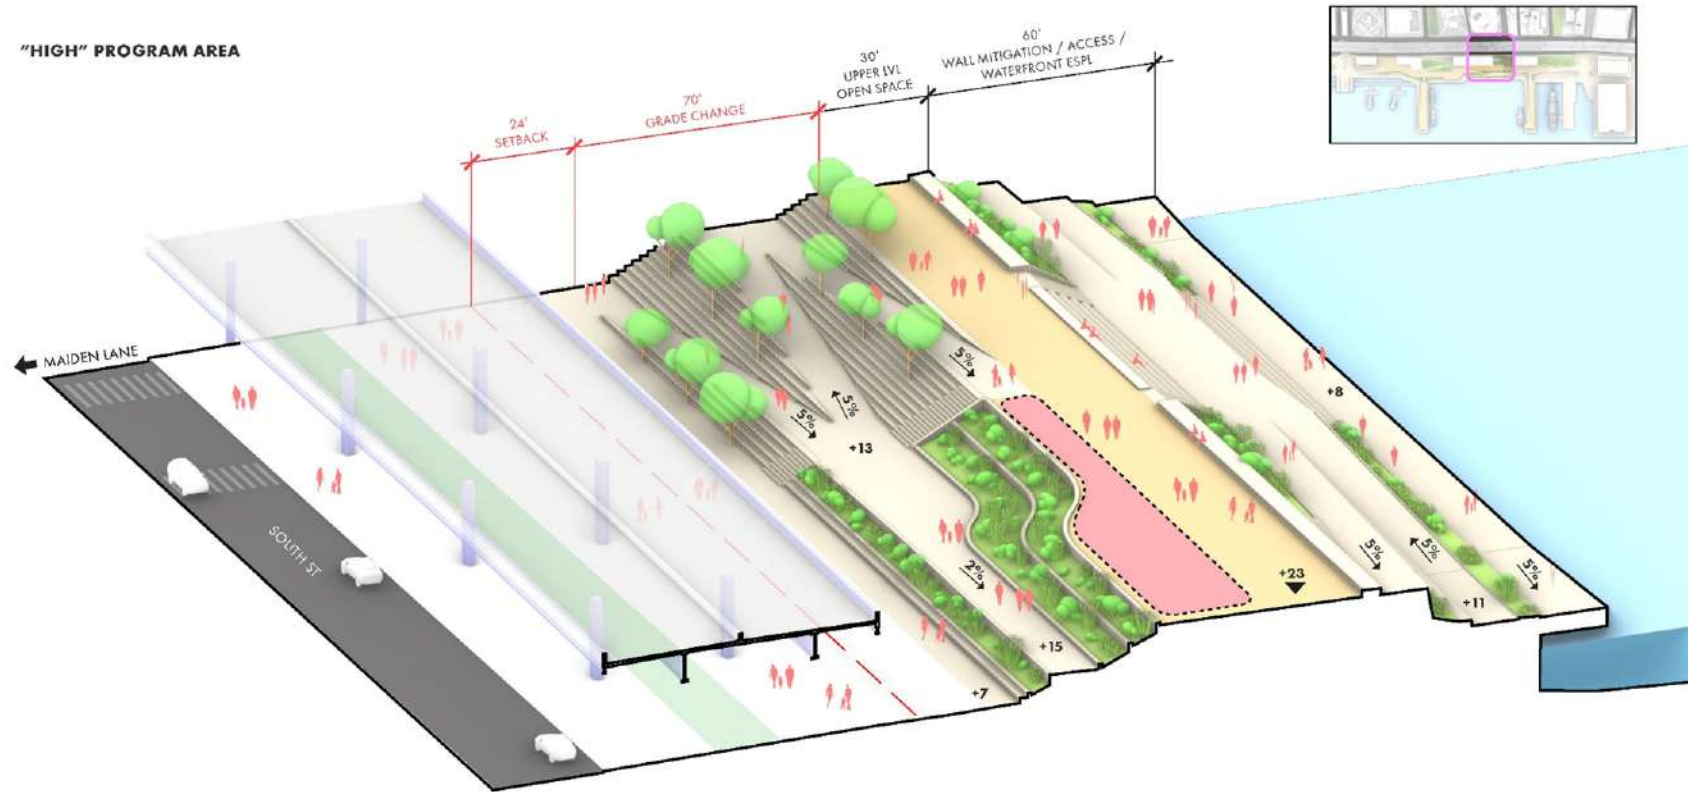 "HIGH" PROGRAM AREA
24'
SETBACK
70'
GRADE CHANGE
30'
UPPER LVL
OPEN SPACE
60'
WALL MITIGATION / ACCESS /
WATERFRONT ESPL
MAIDEN LANE
SOUTH ST
5%
5%
5%
+13
2%
+15
+7
+8
+23
5%
5%
5%
+11